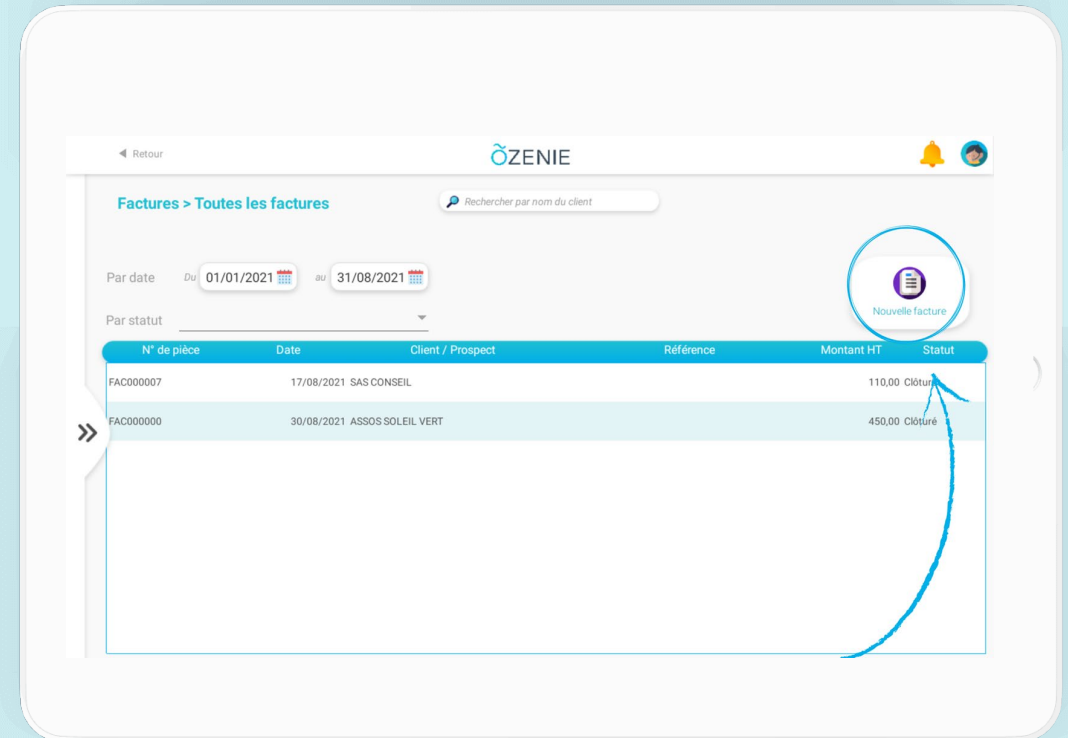 Retour
ÕZENIE
Factures > Toutes les factures
Rechercher par nom du client
Par date Du 01/01/2021 au 31/08/2021
Nouvelle facture
Par statut
N° de pièce Date Client / Prospect Référence Montant HT Statut
FAC000007 17/08/2021 SAS CONSEIL 110,00 Clôturé
FAC000000 30/08/2021 ASSOS SOLEIL VERT 450,00 Clôturé